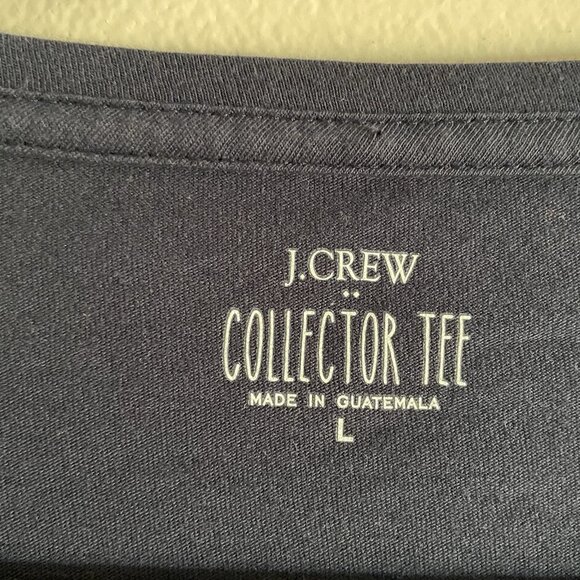 J.CREW
COLLECTOR TEE
MADE IN GUATEMALA
L